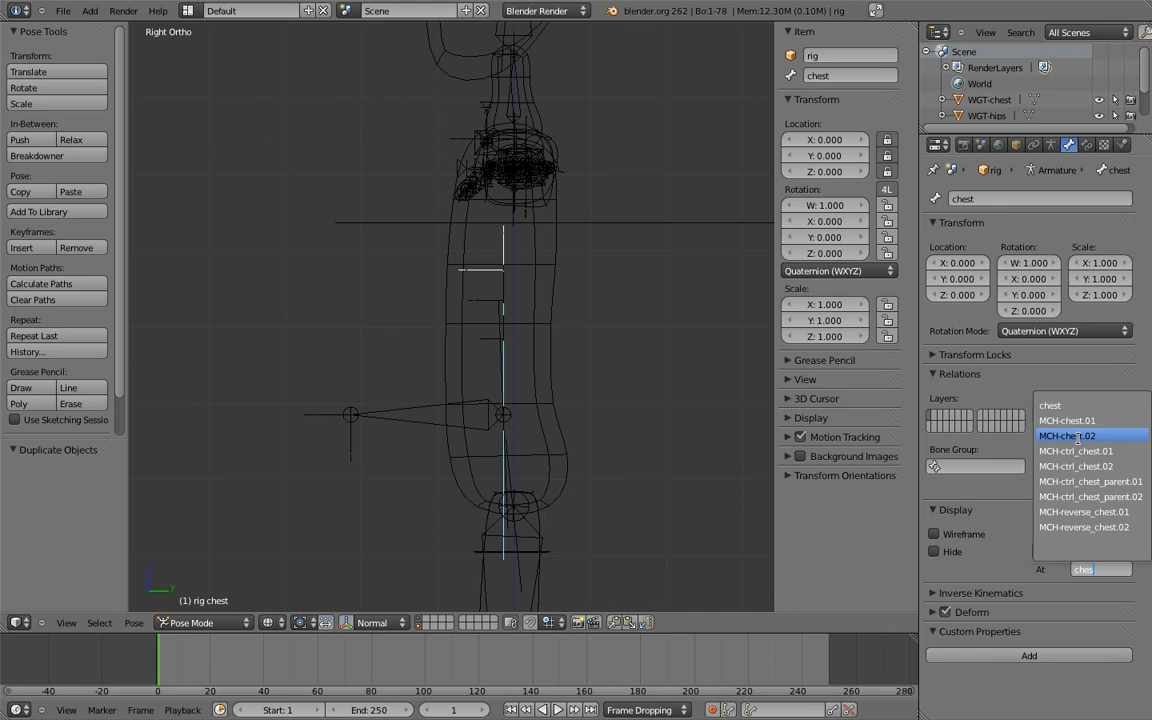 File Add Render Help Default Scene Blender Render blender.org 262 | Bo:1-78 | Mem:12.30M (0.10M) | rig
Pose Tools
Transform:
Translate
Rotate
Scale
In-Between:
Push Relax
Breakdowner
Pose:
Copy Paste
Add To Library
Keyframes:
Insert Remove
Motion Paths:
Calculate Paths
Clear Paths
Repeat:
Repeat Last
History...
Grease Pencil:
Draw Line
Poly Erase
Use Sketching Sessio
Duplicate Objects
Right Ortho
z
y
(1) rig chest
Item
rig
chest
Transform
Location:
X: 0.000
Y: 0.000
Z: 0.000
Rotation: 4L
W: 1.000
X: 0.000
Y: 0.000
Z: 0.000
Quaternion (WXYZ)
Scale:
X: 1.000
Y: 1.000
Z: 1.000
Grease Pencil
View
3D Cursor
Display
Motion Tracking
Background Images
Transform Orientations
View Search All Scenes
Scene
RenderLayers
World
WGT-chest
WGT-hips
rig Armature chest
chest
Transform
Location: Rotation: Scale:
X: 0.000 W: 1.000 X: 1.000
Y: 0.000 X: 0.000 Y: 1.000
Z: 0.000 Y: 0.000 Z: 1.000
Z: 0.000
Rotation Mode: Quaternion (WXYZ)
Transform Locks
Relations
Layers:
Bone Group:
chest
MCH-chest.01
MCH-chest.02
MCH-ctrl_chest.01
MCH-ctrl_chest.02
MCH-ctrl_chest_parent.01
MCH-ctrl_chest_parent.02
MCH-reverse_chest.01
MCH-reverse_chest.02
Display
Wireframe
Hide
At ches
Inverse Kinematics
Deform
Custom Properties
Add
View Select Pose Pose Mode Normal
-40 -20 0 20 40 60 80 100 120 140 160 180 200 220 240 260 280
View Marker Frame Playback Start: 1 End: 250 1 Frame Dropping